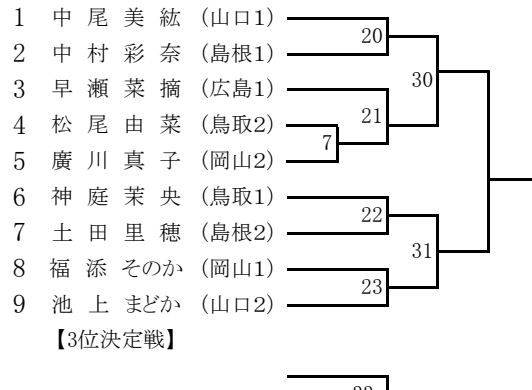 1 中尾美紘 (山口1)
20
2 中村彩奈 (島根1)
30
3 早瀬菜摘 (広島1)
21
4 松尾由菜 (鳥取2)
7
5 廣川真子 (岡山2)
6 神庭茉央 (鳥取1)
22
7 土田里穂 (島根2)
31
8 福添そのか (岡山1)
23
9 池上まどか (山口2)
【3位決定戦】